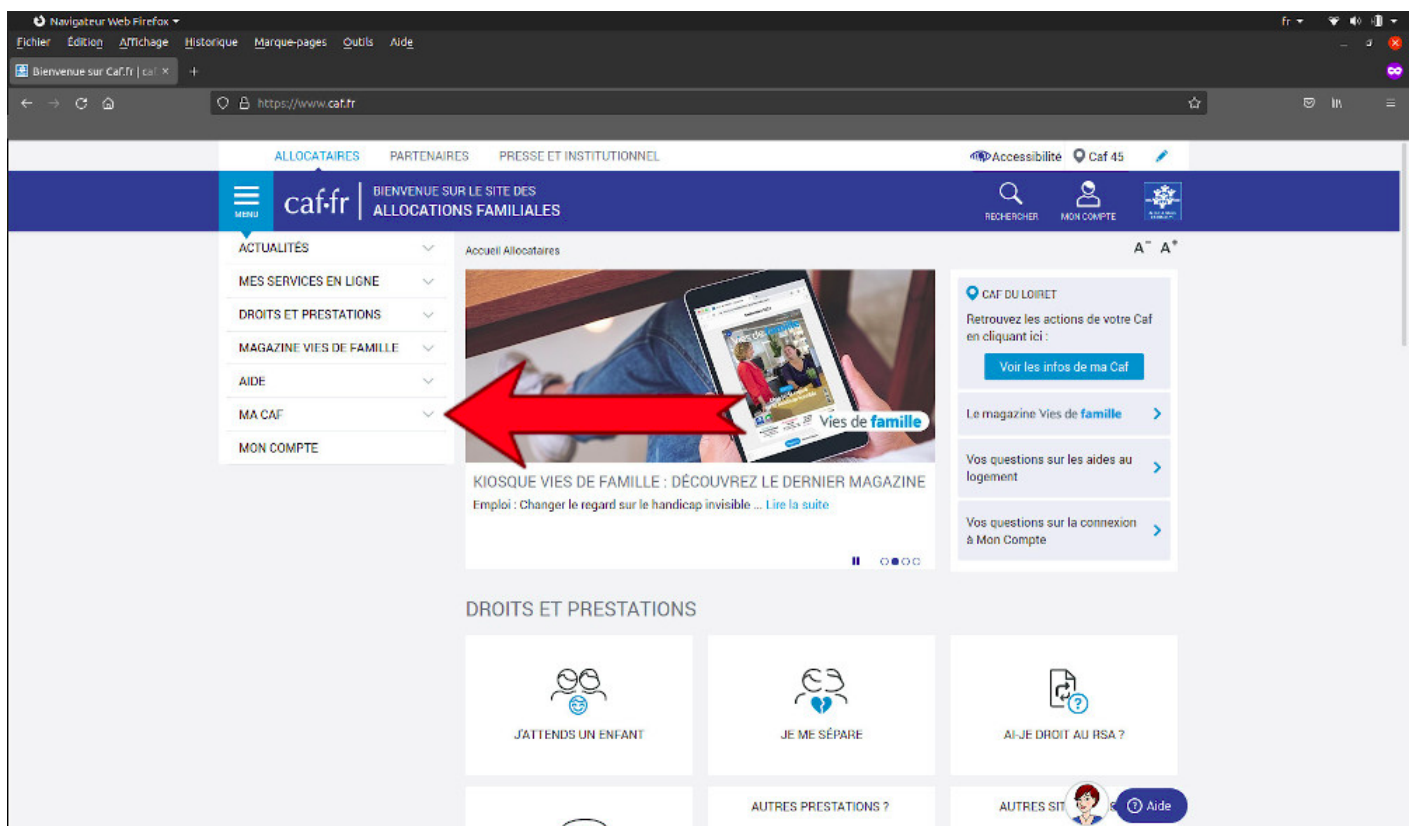 Navigateur Web Firefox
fr
Fichier Édition Affichage Historique Marque-pages Outils Aide
Bienvenue sur Caf.fr | caf
https://www.caf.fr
ALLOCATAIRES PARTENAIRES PRESSE ET INSTITUTIONNEL Accessibilité Caf 45
MENU
caf.fr
BIENVENUE SUR LE SITE DES
ALLOCATIONS FAMILIALES
RECHERCHER MON COMPTE
ACTUALITÉS
MES SERVICES EN LIGNE
DROITS ET PRESTATIONS
MAGAZINE VIES DE FAMILLE
AIDE
MA CAF
MON COMPTE
Accueil Allocataires
A- A+
Vies de famille
KIOSQUE VIES DE FAMILLE : DÉCOUVREZ LE DERNIER MAGAZINE
Emploi : Changer le regard sur le handicap invisible ... Lire la suite
CAF DU LOIRET
Retrouvez les actions de votre Caf
en cliquant ici :
Voir les infos de ma Caf
Le magazine Vies de famille
Vos questions sur les aides au
logement
Vos questions sur la connexion
à Mon Compte
DROITS ET PRESTATIONS
J'ATTENDS UN ENFANT
JE ME SÉPARE
AI-JE DROIT AU RSA ?
AUTRES PRESTATIONS ?
AUTRES
Aide